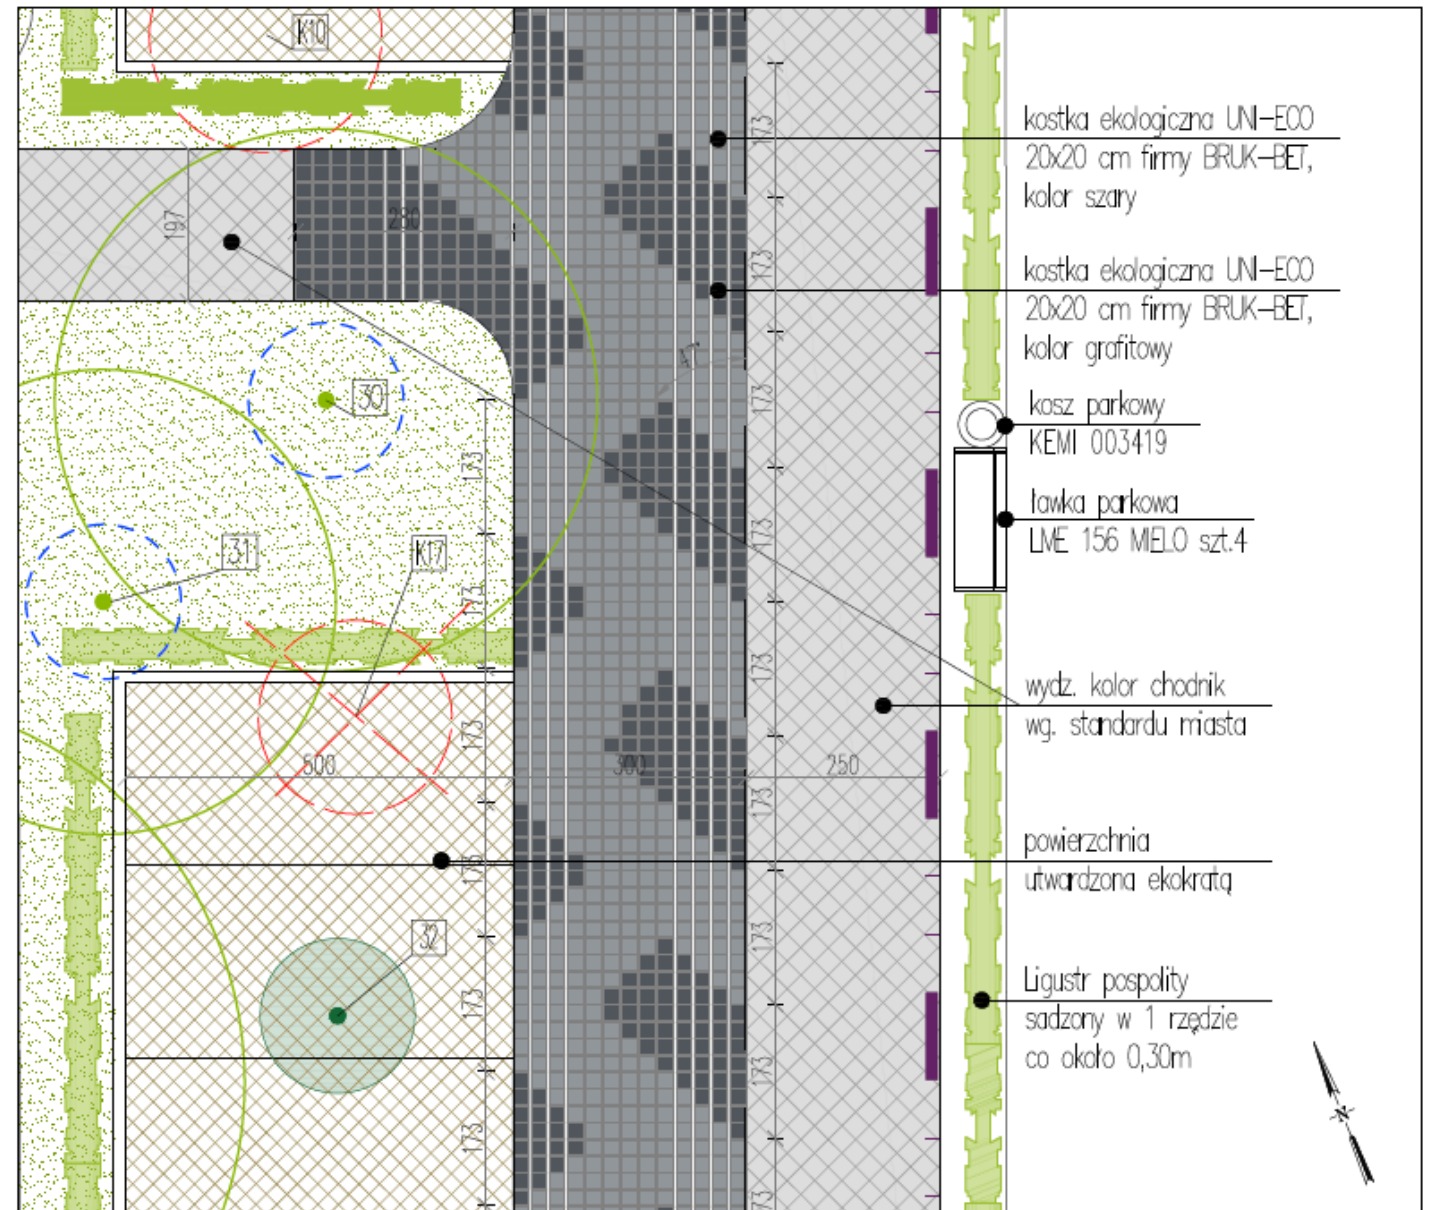 K10
kostka ekologiczna UNI-ECO
20x20 cm firmy BRUK-BET,
kolor szary
173
197
280
173
kostka ekologiczna UNI-ECO
20x20 cm firmy BRUK-BET,
kolor grafitowy
47
30
173
kosz parkowy
KEMI 003419
133
ławka parkowa
LME 156 MIELO szt.4
173
31
K17
173
173
wydz. kolor chodnik
wg. standardu miasta
173
500
300
250
173
powierzchnia
utwardzona ekokratą
173
32
173
Ligustr pospolity
sadzony w 1 rzędzie
co około 0,30m
173
173
173
173